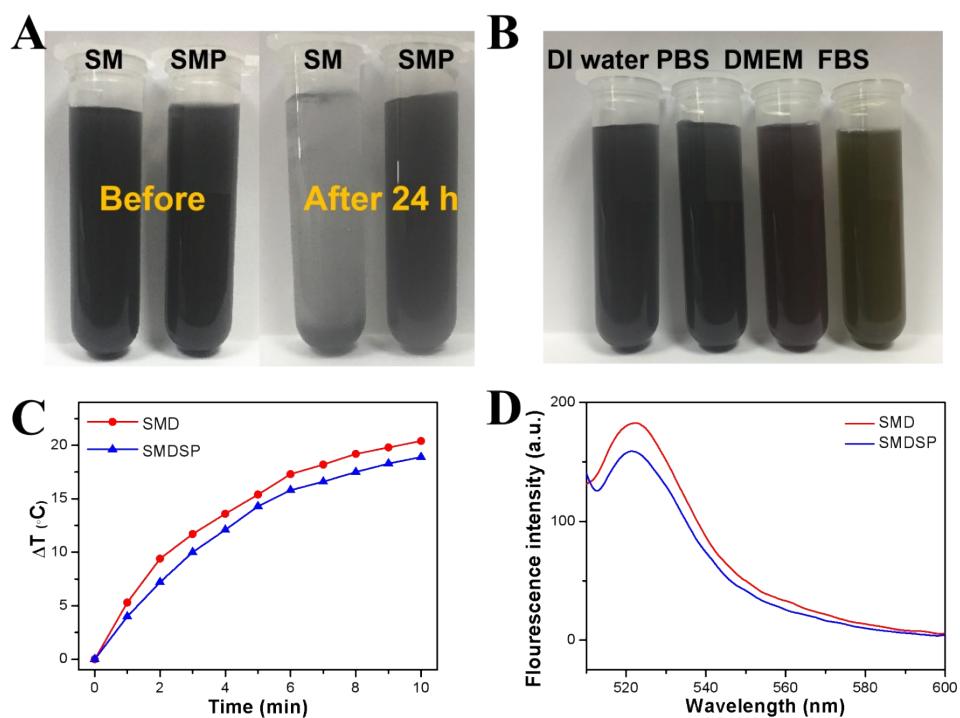 A
SM SMP SM SMP
Before After 24 h
B
DI water PBS DMEM FBS
C
SMD
SMDSP
ΔT (°C)
20
15
10
5
0
0 2 4 6 8 10
Time (min)
D
SMD
SMDSP
Flourescence intensity (a.u.)
200
100
0
520 540 560 580 600
Wavelength (nm)